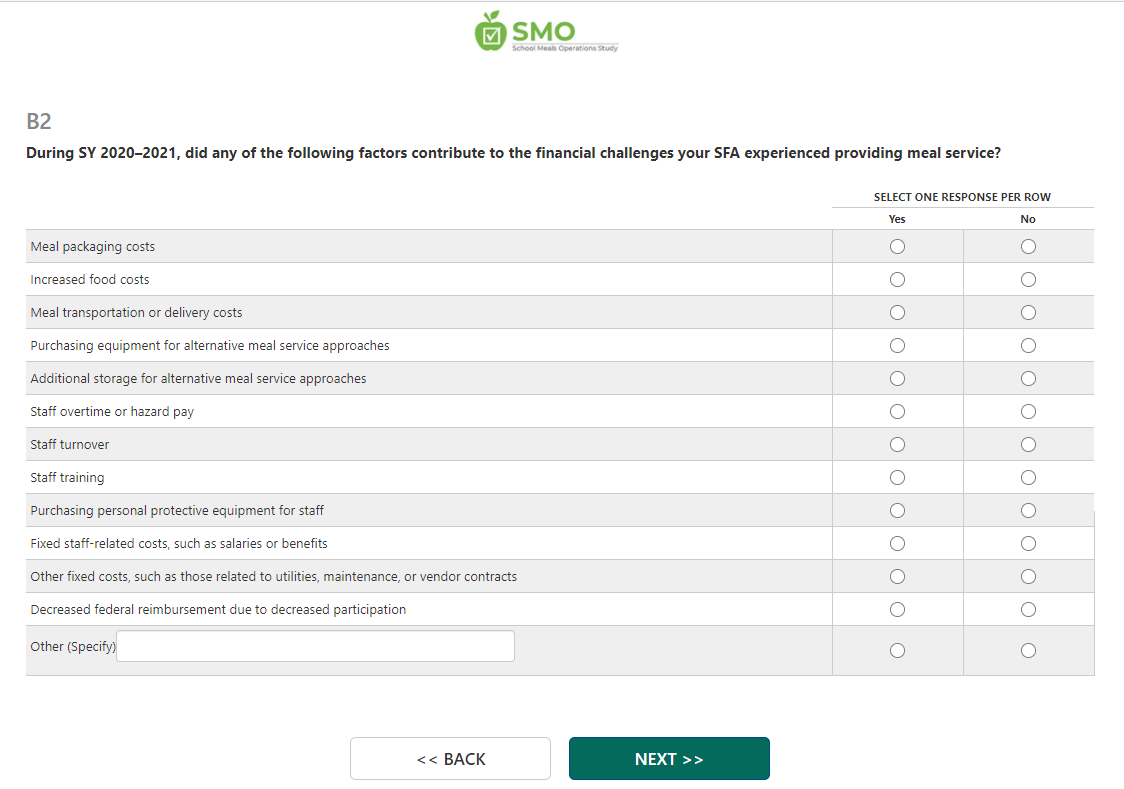 SMO
School Meals Operations Study
B2
During SY 2020–2021, did any of the following factors contribute to the financial challenges your SFA experienced providing meal service?
SELECT ONE RESPONSE PER ROW
Yes No
Meal packaging costs
Increased food costs
Meal transportation or delivery costs
Purchasing equipment for alternative meal service approaches
Additional storage for alternative meal service approaches
Staff overtime or hazard pay
Staff turnover
Staff training
Purchasing personal protective equipment for staff
Fixed staff-related costs, such as salaries or benefits
Other fixed costs, such as those related to utilities, maintenance, or vendor contracts
Decreased federal reimbursement due to decreased participation
Other (Specify)
<< BACK NEXT >>